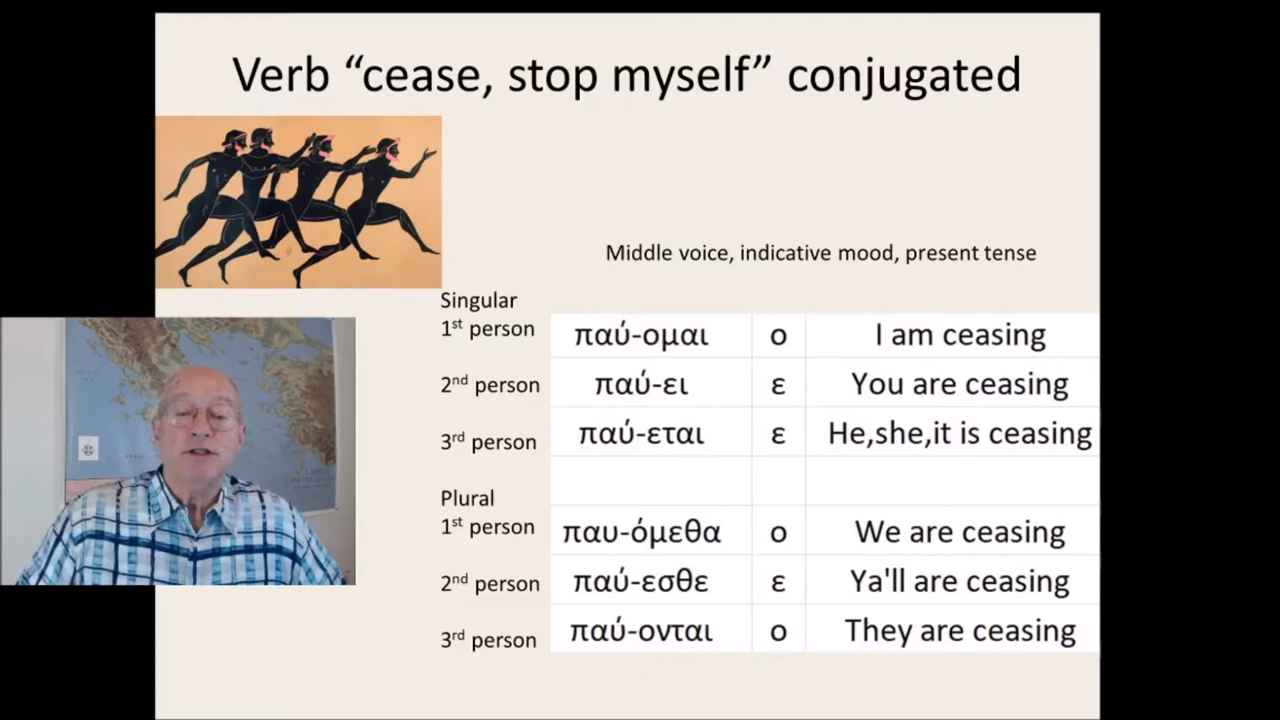 Verb “cease, stop myself” conjugated
Middle voice, indicative mood, present tense
Singular
1st person παύ-ομαι ο I am ceasing
2nd person παύ-ει ε You are ceasing
3rd person παύ-εται ε He,she,it is ceasing
Plural
1st person παυ-όμεθα ο We are ceasing
2nd person παύ-εσθε ε Ya'll are ceasing
3rd person παύ-ονται ο They are ceasing